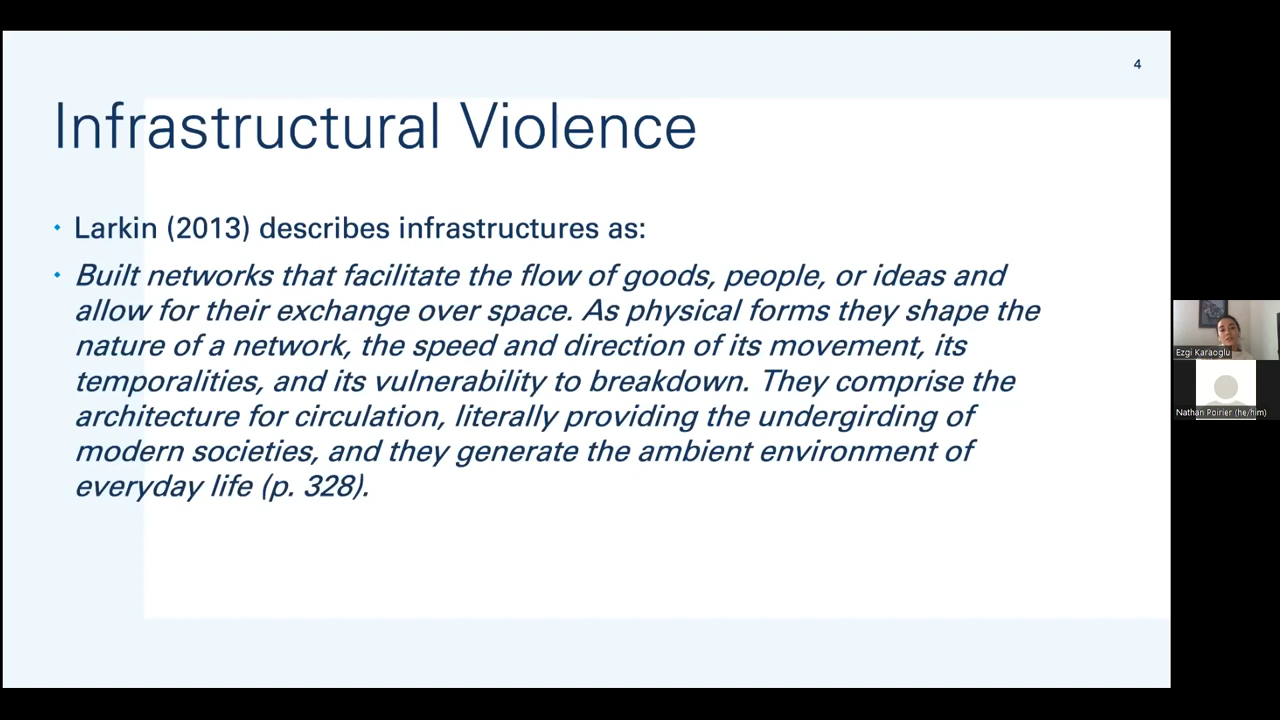 4
Infrastructural Violence
• Larkin (2013) describes infrastructures as:
• Built networks that facilitate the flow of goods, people, or ideas and
allow for their exchange over space. As physical forms they shape the
nature of a network, the speed and direction of its movement, its
temporalities, and its vulnerability to breakdown. They comprise the
architecture for circulation, literally providing the undergirding of
modern societies, and they generate the ambient environment of
everyday life (p. 328).
Ezgi Karaoglu
Nathan Poirier (he/him)